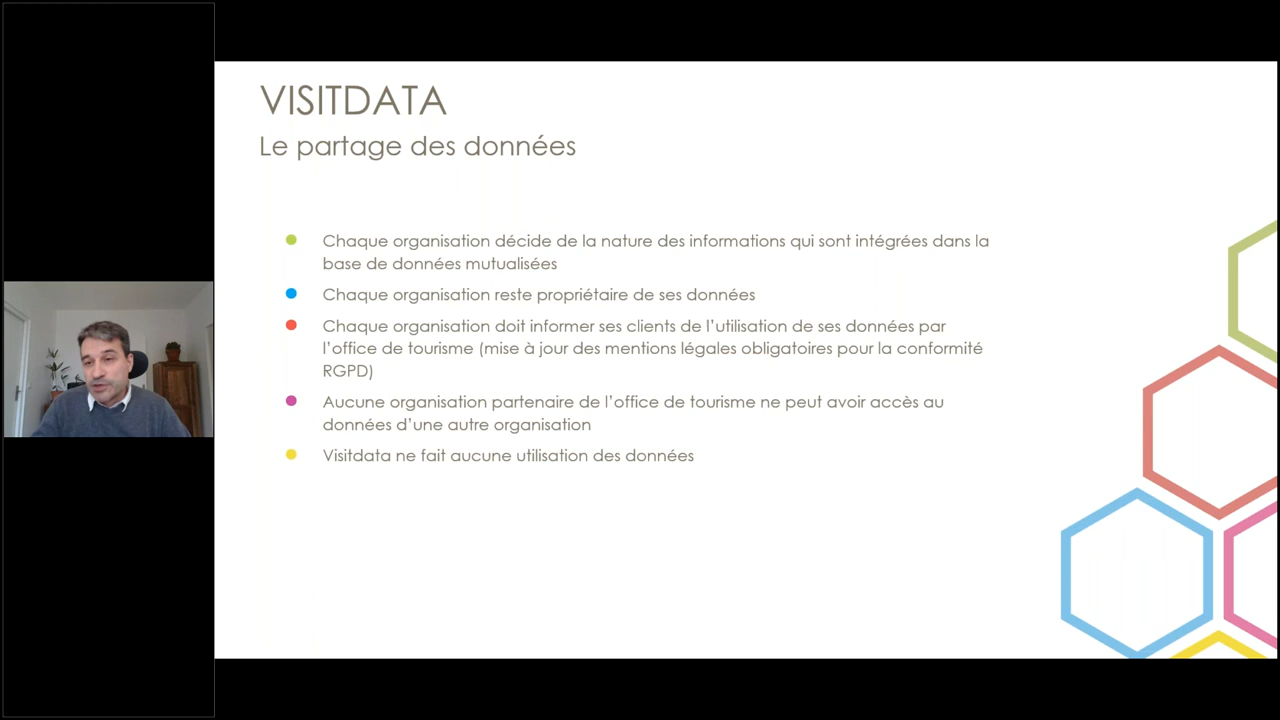 VISITDATA
Le partage des données
Chaque organisation décide de la nature des informations qui sont intégrées dans la
base de données mutualisées
Chaque organisation reste propriétaire de ses données
Chaque organisation doit informer ses clients de l'utilisation de ses données par
l'office de tourisme (mise à jour des mentions légales obligatoires pour la conformité
RGPD)
Aucune organisation partenaire de l'office de tourisme ne peut avoir accès au
données d'une autre organisation
Visitdata ne fait aucune utilisation des données